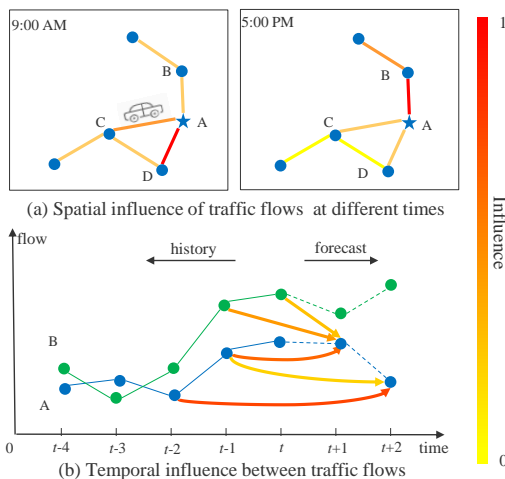 9:00 AM
B
C
A
D
5:00 PM
B
C
A
D
1
Influence
0
(a) Spatial influence of traffic flows at different times
flow
history
forecast
B
A
0
t-4
t-3
t-2
t-1
t
t+1
t+2
time
(b) Temporal influence between traffic flows